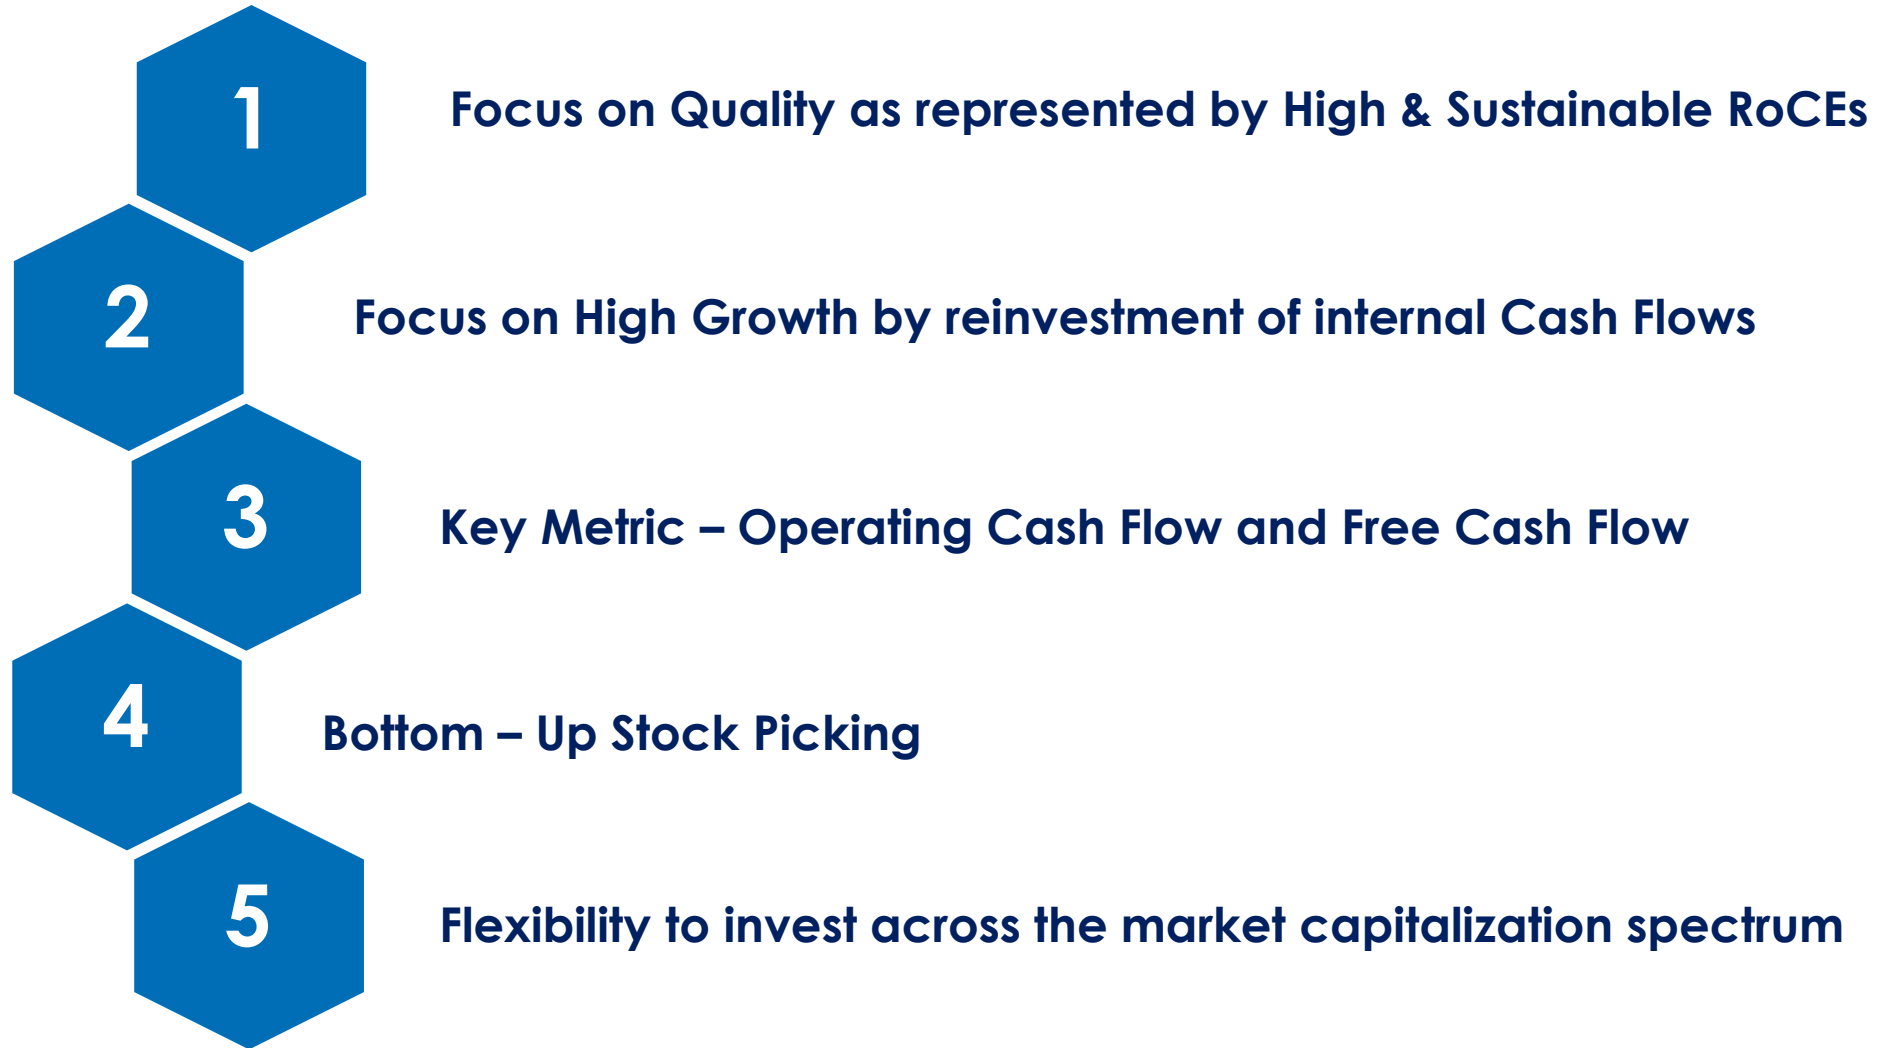 1
Focus on Quality as represented by High & Sustainable RoCEs
2
Focus on High Growth by reinvestment of internal Cash Flows
3
Key Metric – Operating Cash Flow and Free Cash Flow
4
Bottom – Up Stock Picking
5
Flexibility to invest across the market capitalization spectrum